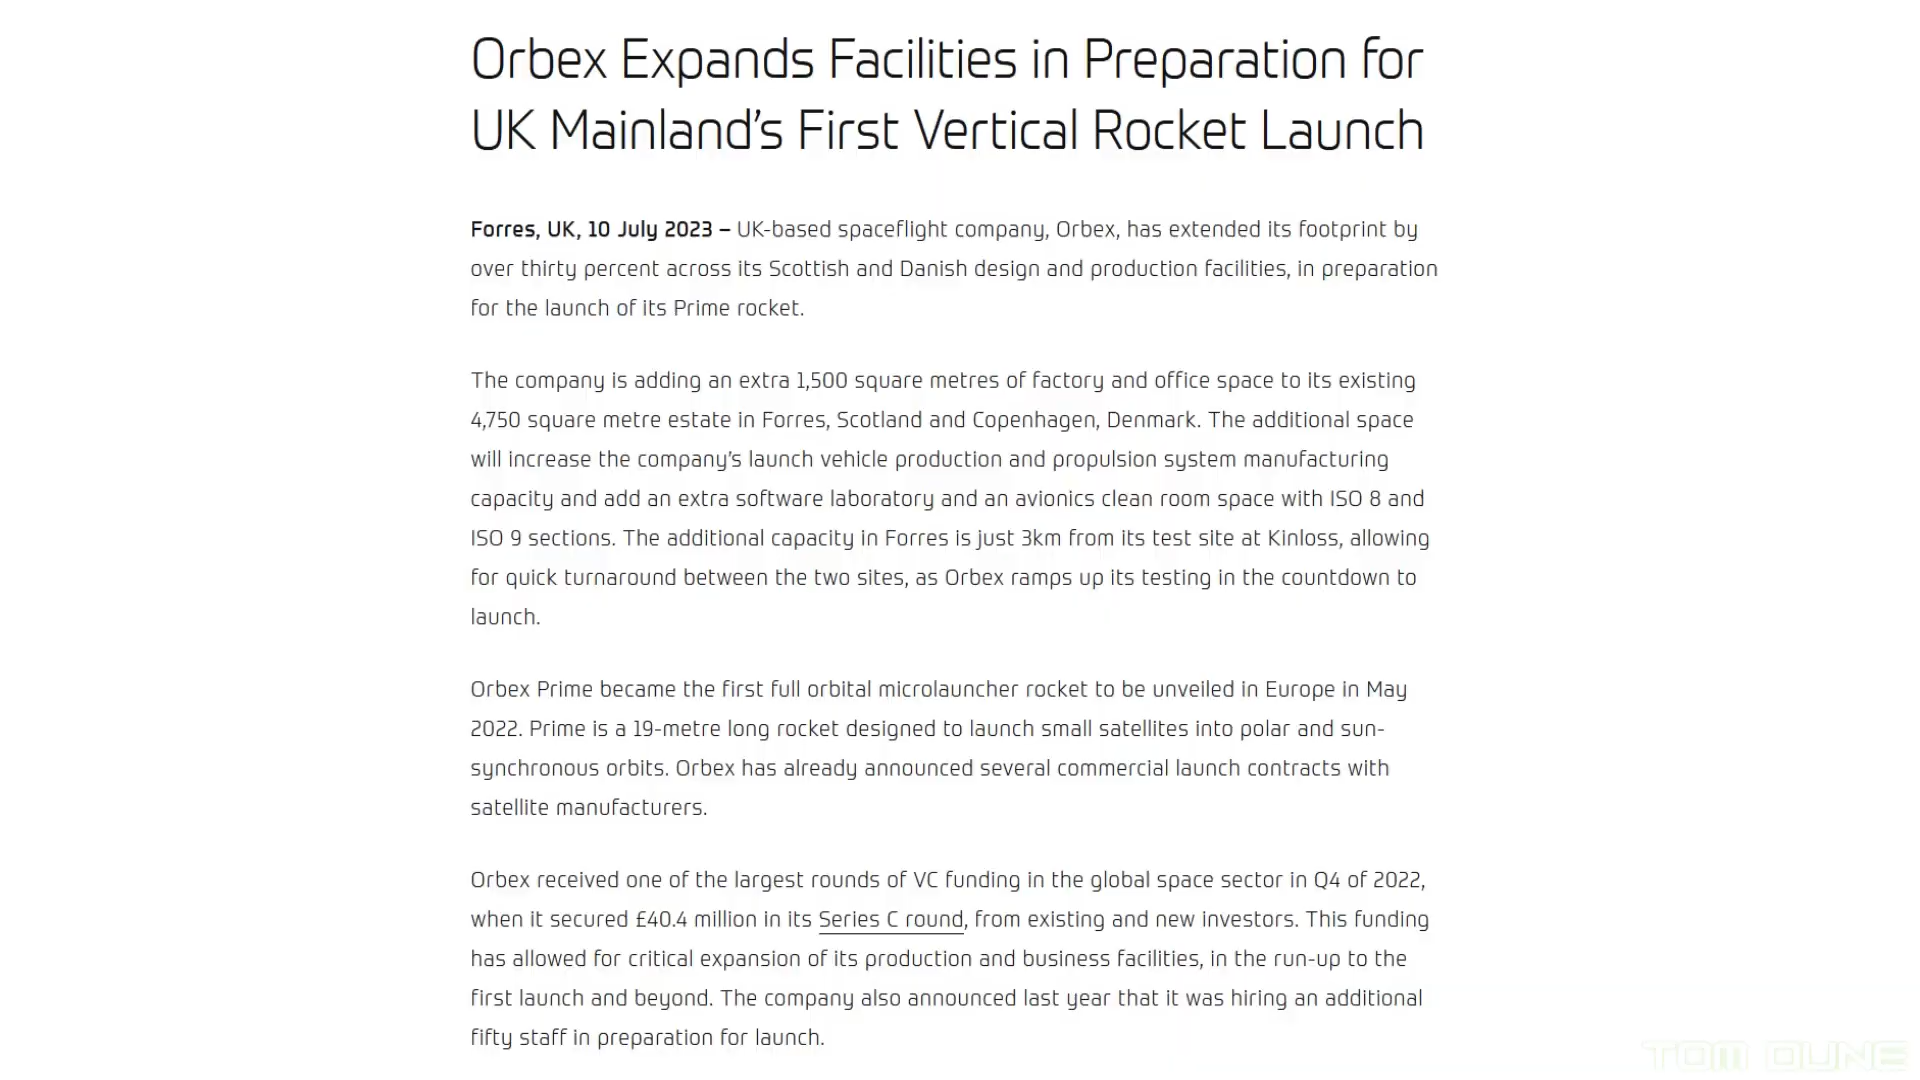 Orbex Expands Facilities in Preparation for
UK Mainland's First Vertical Rocket Launch
Forres, UK, 10 July 2023 – UK-based spaceflight company, Orbex, has extended its footprint by
over thirty percent across its Scottish and Danish design and production facilities, in preparation
for the launch of its Prime rocket.
The company is adding an extra 1,500 square metres of factory and office space to its existing
4,750 square metre estate in Forres, Scotland and Copenhagen, Denmark. The additional space
will increase the company's launch vehicle production and propulsion system manufacturing
capacity and add an extra software laboratory and an avionics clean room space with ISO 8 and
ISO 9 sections. The additional capacity in Forres is just 3km from its test site at Kinloss, allowing
for quick turnaround between the two sites, as Orbex ramps up its testing in the countdown to
launch.
Orbex Prime became the first full orbital microlauncher rocket to be unveiled in Europe in May
2022. Prime is a 19-metre long rocket designed to launch small satellites into polar and sun-
synchronous orbits. Orbex has already announced several commercial launch contracts with
satellite manufacturers.
Orbex received one of the largest rounds of VC funding in the global space sector in Q4 of 2022,
when it secured £40.4 million in its Series C round, from existing and new investors. This funding
has allowed for critical expansion of its production and business facilities, in the run-up to the
first launch and beyond. The company also announced last year that it was hiring an additional
fifty staff in preparation for launch.
TOM DUNE